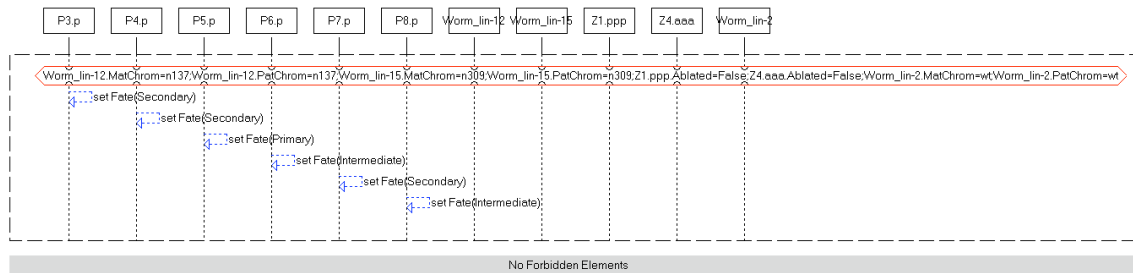 P3.p P4.p P5.p P6.p P7.p P8.p Worm_lin-12 Worm_lin-15 Z1.ppp Z4.aaa Worm_lin-2
Worm_lin-12.MatChrom=n137;Worm_lin-12.PatChrom=n137;Worm_lin-15.MatChrom=n309;Worm_lin-15.PatChrom=n309;Z1.ppp.Ablated=False;Z4.aaa.Ablated=False;Worm_lin-2.MatChrom=wt;Worm_lin-2.PatChrom=wt
set Fate(Secondary)
set Fate(Secondary)
set Fate(Primary)
set Fate(Intermediate)
set Fate(Secondary)
set Fate(Intermediate)
No Forbidden Elements